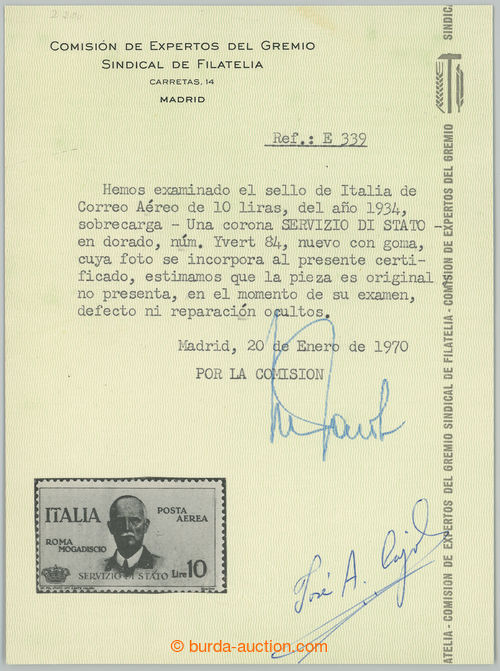 COMISIÓN DE EXPERTOS DEL GREMIO
SINDICAL DE FILATELIA
CARRETAS, 14
MADRID
Ref.: E 339
Hemos examinado el sello de Italia de
Correo Aéreo de 10 liras, del año 1934,
sobrecarga - Una corona SERVIZIO DI STATO -
en dorado, núm. Yvert 84, nuevo con goma,
cuya foto se incorpora al presente certi-
ficado, estimamos que la pieza es original
no presenta, en el momento de su examen,
defecto ni reparación ocultos.
Madrid, 20 de Enero de 1970
POR LA COMISION
ITALIA
POSTA
AEREA
ROMA
MOGADISCIO
SERVIZIO DI STATO Lire 10
José A.
SINDIC
ATELIA - COMISION DE EXPERTOS DEL GREMIO SINDICAL DE FILATELIA - COMISION DE EXPERTOS DEL GREMIO
© burda-auction.com